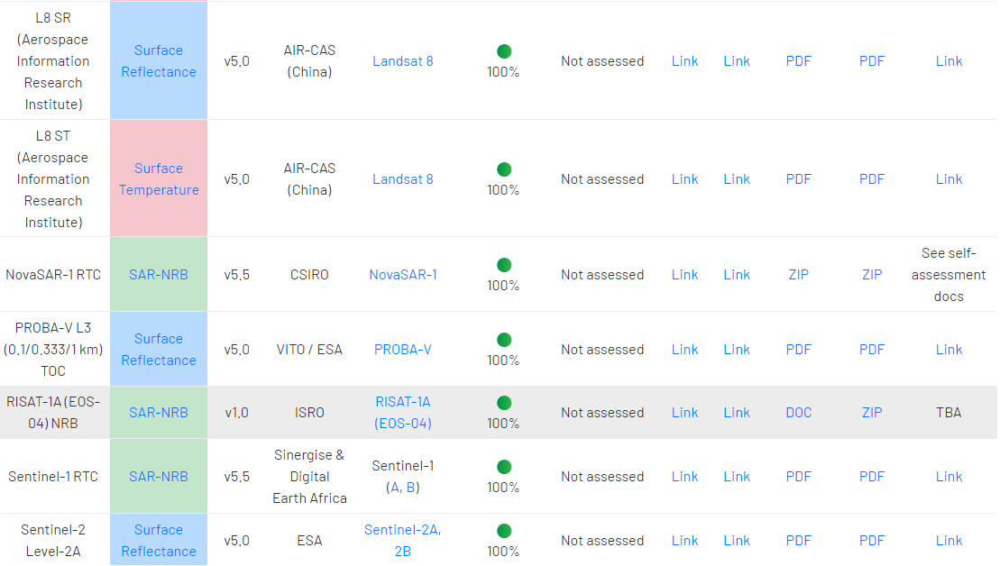 L8 SR
(Aerospace
Information
Research
Institute)
Surface
Reflectance
v5.0
AIR-CAS
(China)
Landsat 8
100%
Not assessed
Link
Link
PDF
PDF
Link
L8 ST
(Aerospace
Information
Research
Institute)
Surface
Temperature
v5.0
AIR-CAS
(China)
Landsat 8
100%
Not assessed
Link
Link
PDF
PDF
Link
NovaSAR-1 RTC
SAR-NRB
v5.5
CSIRO
NovaSAR-1
100%
Not assessed
Link
Link
ZIP
ZIP
See self-
assessment
docs
PROBA-V L3
(0.1/0.333/1 km)
TOC
Surface
Reflectance
v5.0
VITO / ESA
PROBA-V
100%
Not assessed
Link
Link
PDF
PDF
Link
RISAT-1A (EOS-
04) NRB
SAR-NRB
v1.0
ISRO
RISAT-1A
(EOS-04)
100%
Not assessed
Link
Link
DOC
ZIP
TBA
Sentinel-1 RTC
SAR-NRB
v5.5
Sinergise &
Digital
Earth Africa
Sentinel-1
(A, B)
100%
Not assessed
Link
Link
PDF
PDF
Link
Sentinel-2
Level-2A
Surface
Reflectance
v5.0
ESA
Sentinel-2A,
2B
100%
Not assessed
Link
Link
PDF
PDF
Link